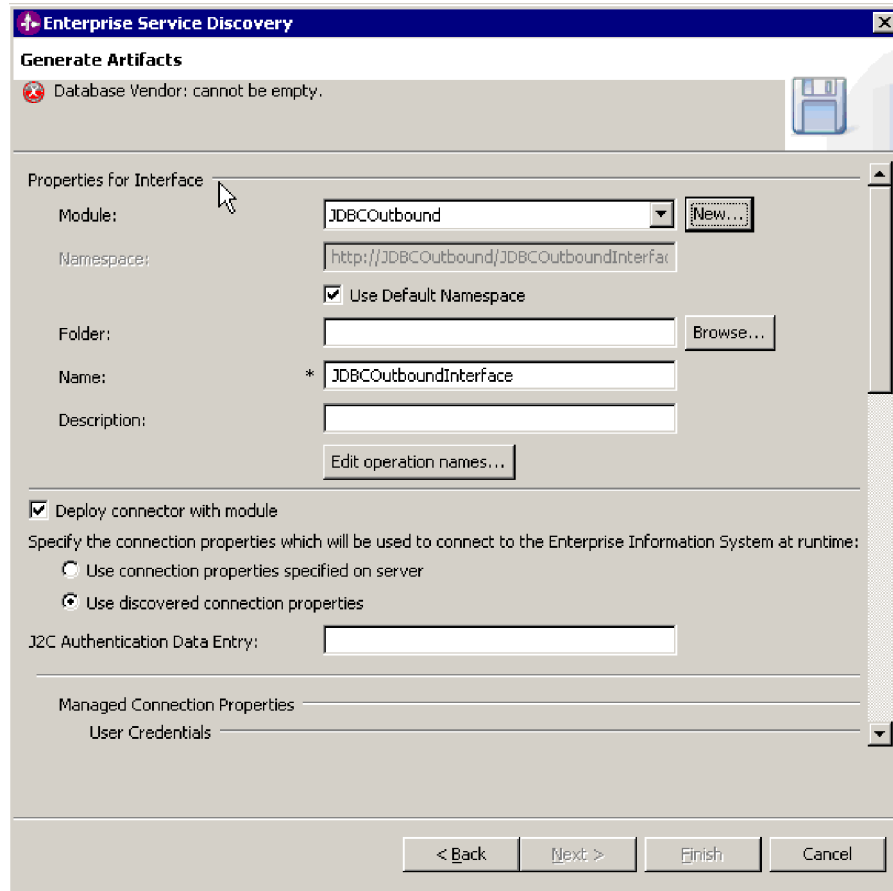 Enterprise Service Discovery
Generate Artifacts
Database Vendor: cannot be empty.
Properties for Interface
Module: JDBCOutbound New...
Namespace: http://JDBCOutbound/JDBCOutboundInterfac
Use Default Namespace
Folder: Browse...
Name: * JDBCOutboundInterface
Description:
Edit operation names...
Deploy connector with module
Specify the connection properties which will be used to connect to the Enterprise Information System at runtime:
Use connection properties specified on server
Use discovered connection properties
J2C Authentication Data Entry:
Managed Connection Properties
User Credentials
< Back Next > Finish Cancel